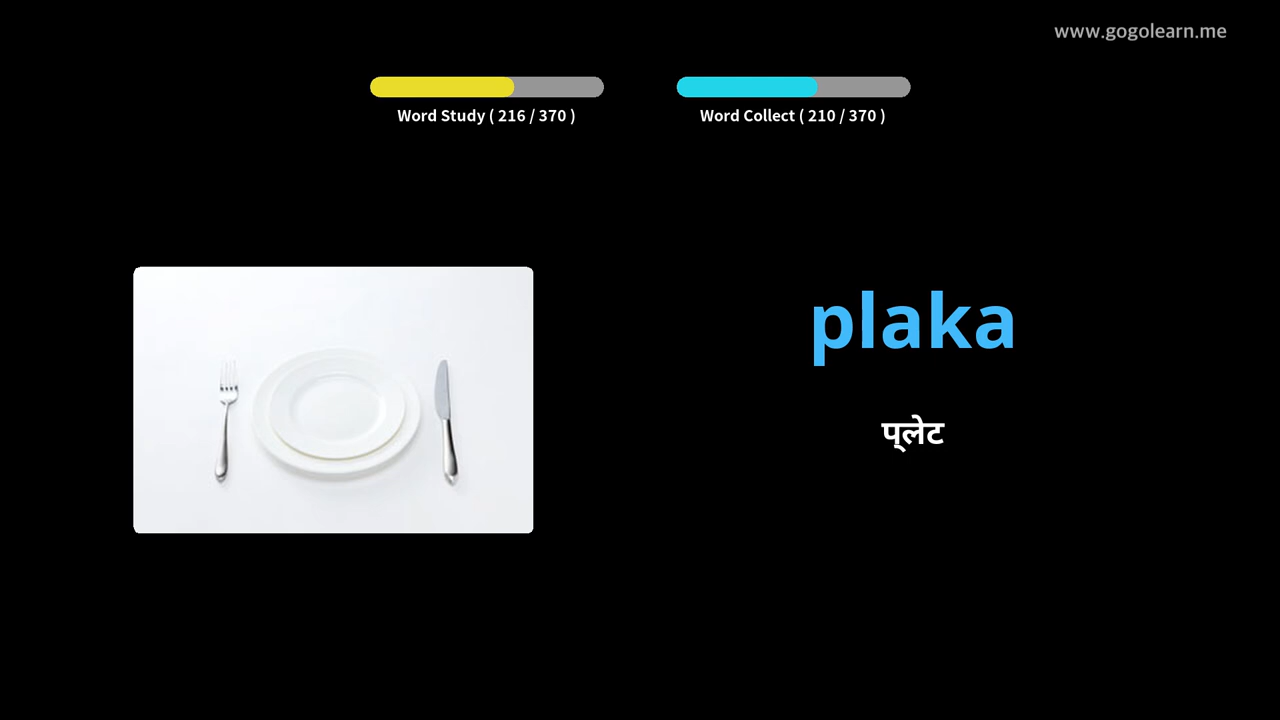 www.gogolearn.me
Word Study ( 216 / 370 )
Word Collect ( 210 / 370 )
plaka
प्लेट